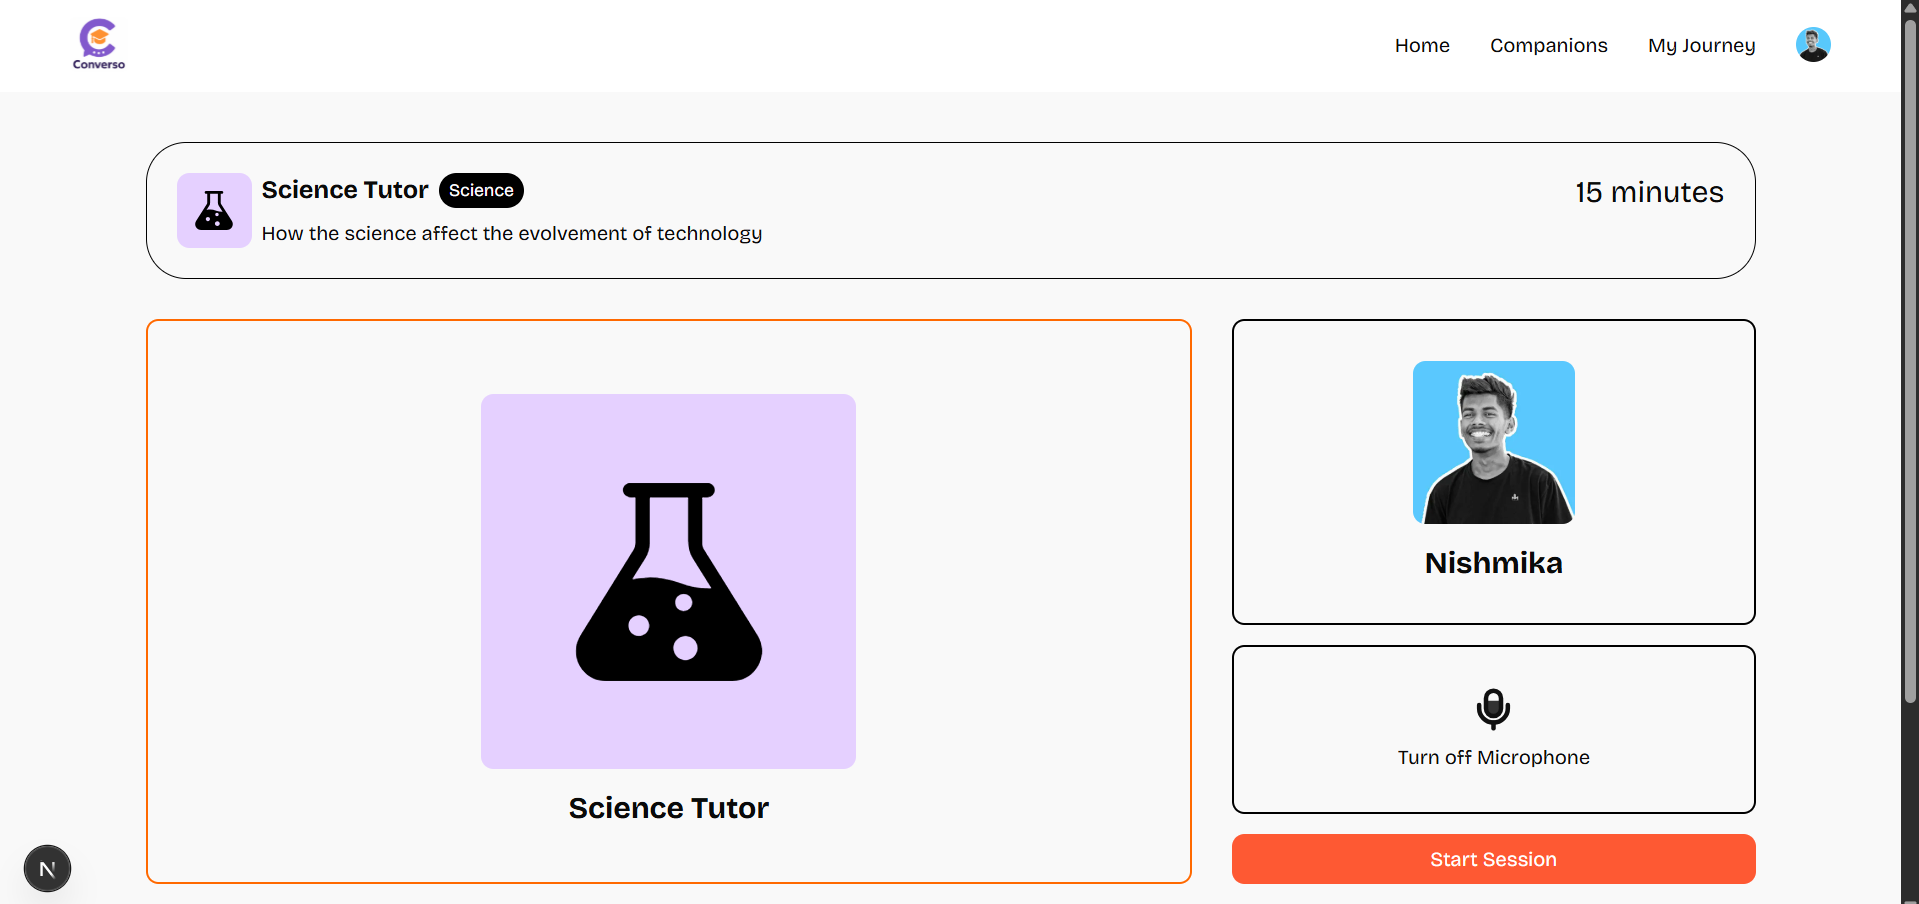 Converso
Home
Companions
My Journey
Science Tutor
Science
15 minutes
How the science affect the evolvement of technology
Nishmika
Turn off Microphone
Science Tutor
Start Session
N